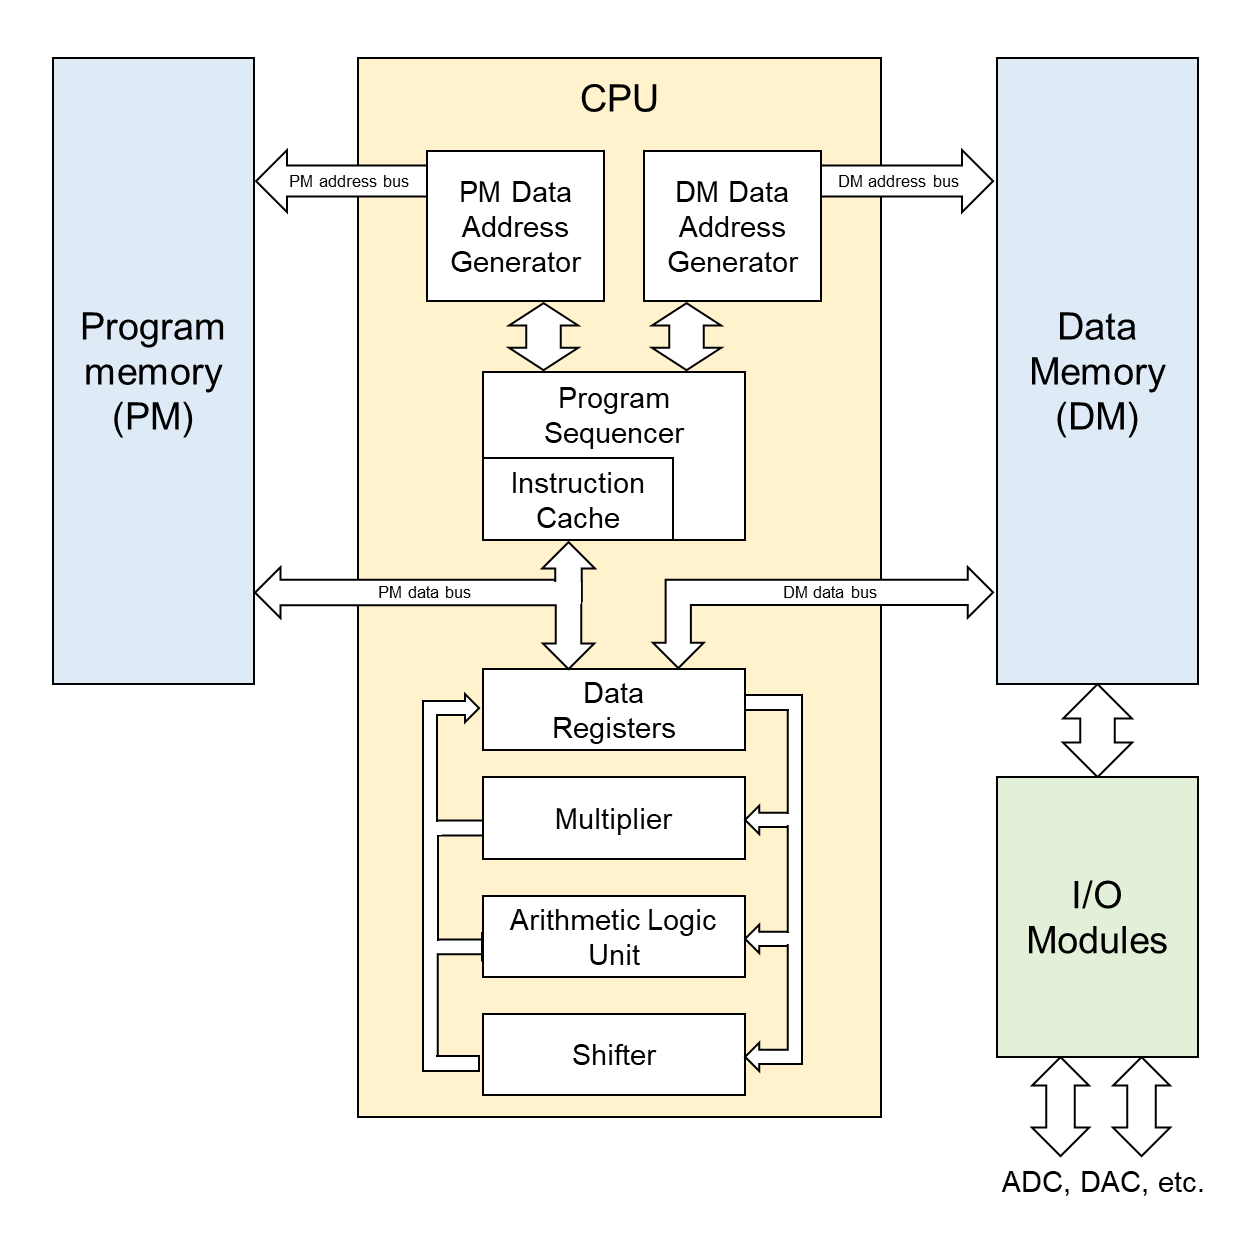 CPU
PM address bus
PM Data
Address
Generator
DM Data
Address
Generator
DM address bus
Program
memory
(PM)
Data
Memory
(DM)
Program
Sequencer
Instruction
Cache
PM data bus
DM data bus
Data
Registers
Multiplier
Arithmetic Logic
Unit
Shifter
I/O
Modules
ADC, DAC, etc.